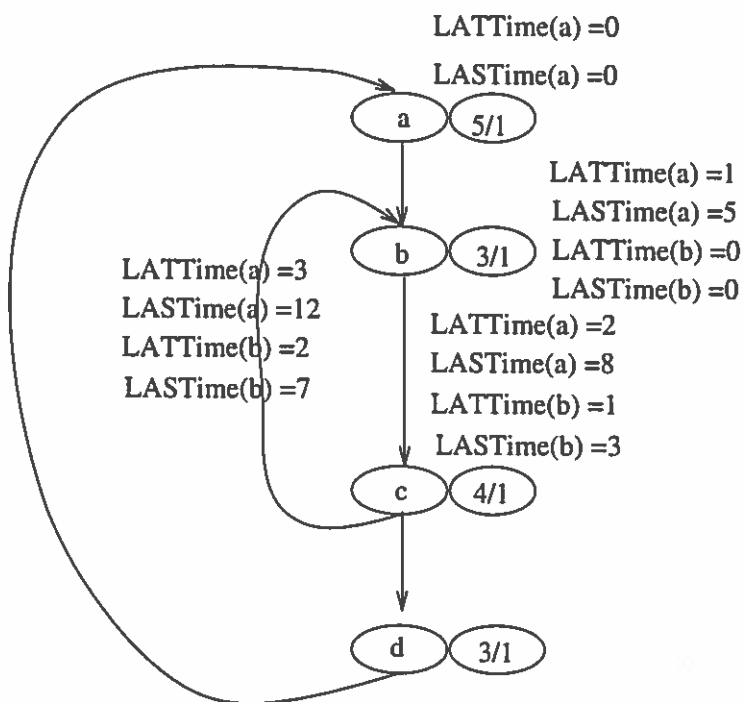 LATTime(a) =0
LASTime(a) =0
a 5/1
LATTime(a) =1
LASTime(a) =5
LATTime(b) =0
LASTime(b) =0
b 3/1
LATTime(a) =3
LASTime(a) =12
LATTime(b) =2
LASTime(b) =7
LATTime(a) =2
LASTime(a) =8
LATTime(b) =1
LASTime(b) =3
c 4/1
d 3/1